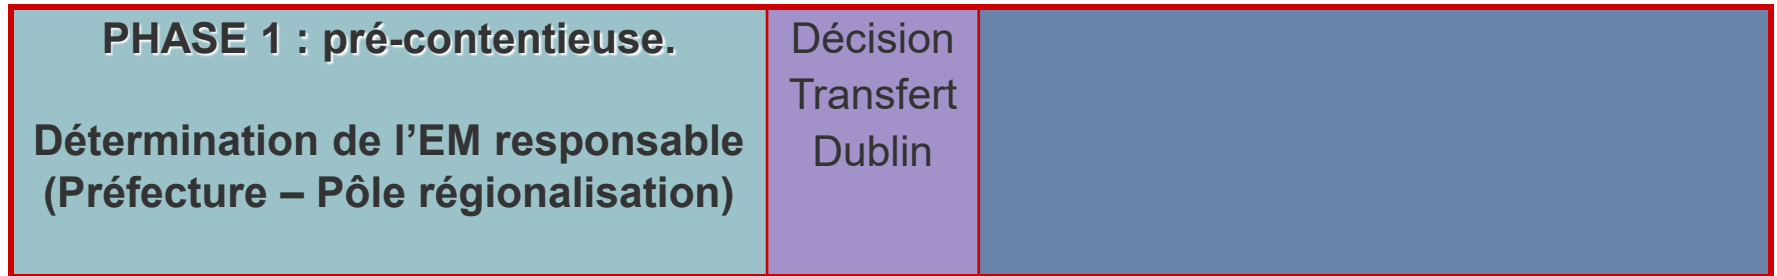 PHASE 1 : pré-contentieuse.
Détermination de l’EM responsable
(Préfecture – Pôle régionalisation)
Décision
Transfert
Dublin